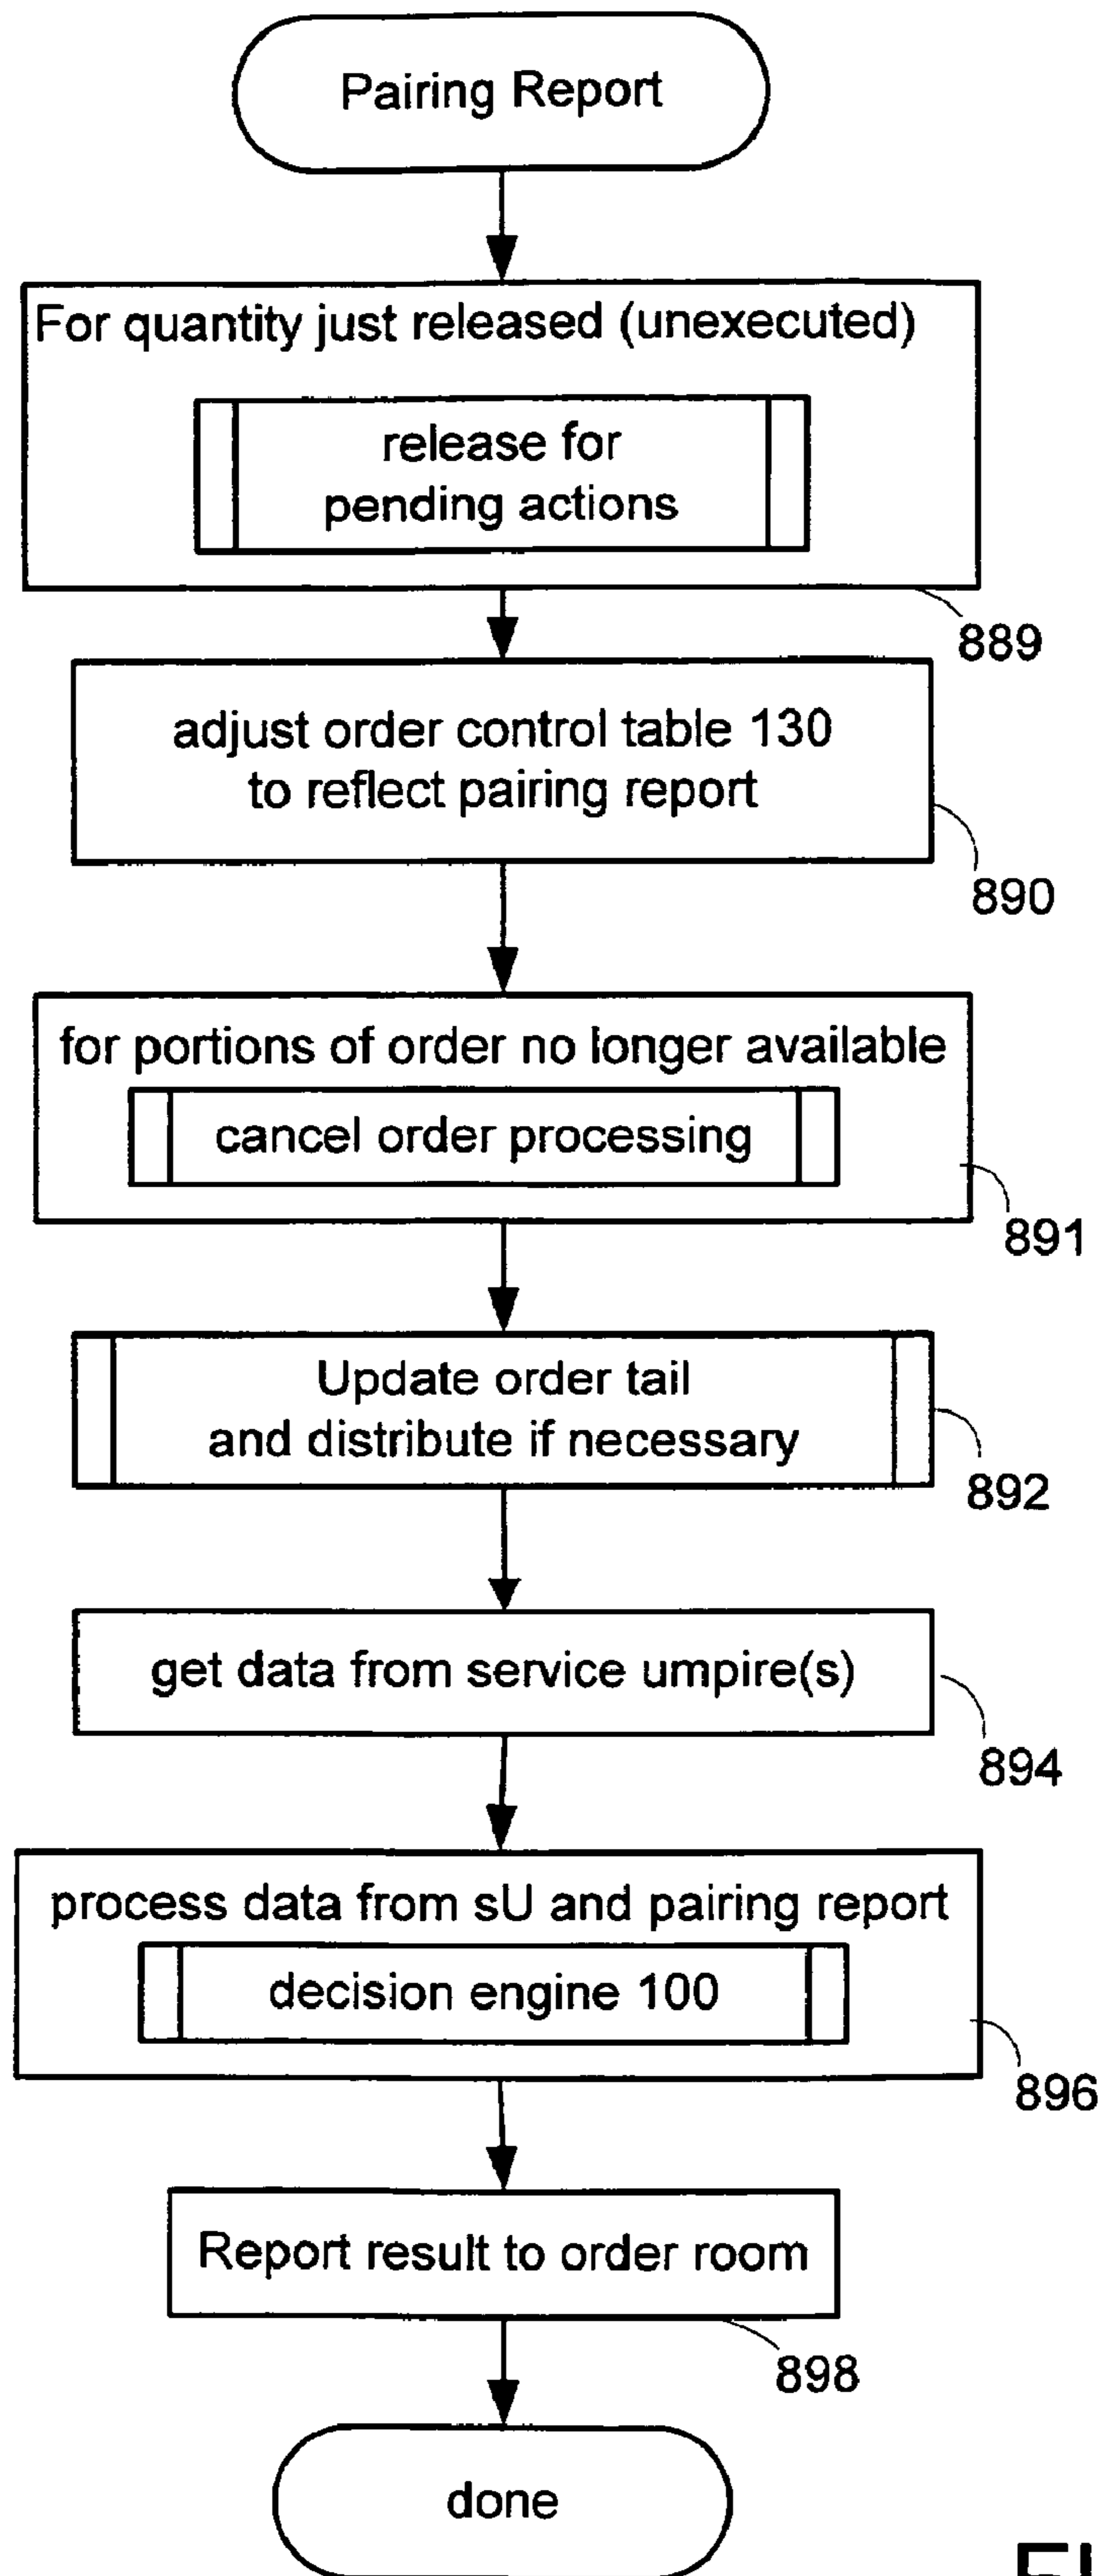 Pairing Report
For quantity just released (unexecuted)
release for
pending actions
889
adjust order control table 130
to reflect pairing report
890
for portions of order no longer available
cancel order processing
891
Update order tail
and distribute if necessary
892
get data from service umpire(s)
894
process data from sU and pairing report
decision engine 100
896
Report result to order room
898
done